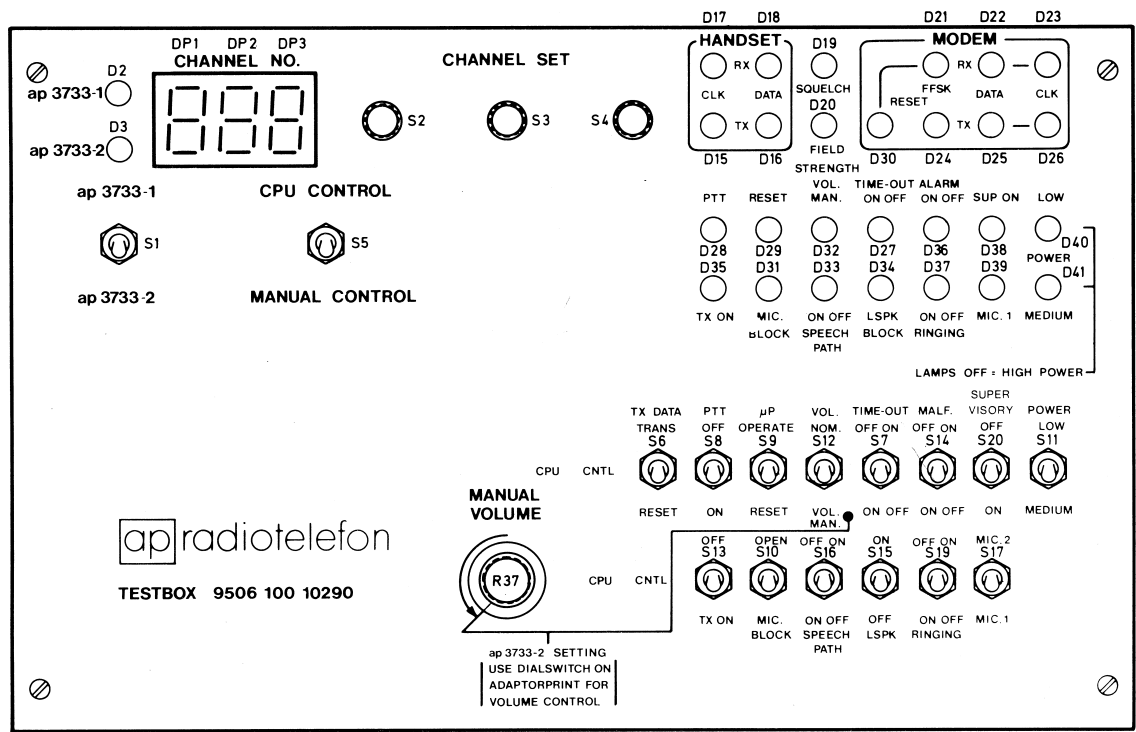 D17 D18 D21 D22 D23
DP1 DP2 DP3
CHANNEL NO.
CHANNEL SET
HANDSET
D19
MODEM
D2
ap 3733-1
RX
SQUELCH
RX
CLK DATA
FFSK DATA CLK
D20
RESET
888
S2 S3 S4
D3
ap 3733-2
TX
TX
FIELD
STRENGTH
D15 D16 D30 D24 D25 D26
ap 3733-1
CPU CONTROL
S1 S5
ap 3733-2
MANUAL CONTROL
PTT RESET VOL. MAN. TIME-OUT ON OFF ALARM ON OFF SUP ON LOW
D28 D29 D32 D27 D36 D38 D40
POWER
D35 D31 D33 D34 D37 D39 D41
TX ON MIC. BLOCK ON OFF SPEECH PATH LSPK BLOCK ON OFF RINGING MIC. 1 MEDIUM
LAMPS OFF = HIGH POWER
TX DATA TRANS PTT OFF µP OPERATE VOL. NOM. TIME-OUT OFF ON MALF. OFF ON SUPER VISORY OFF POWER LOW
S6 S8 S9 S12 S7 S14 S20 S11
CPU CNTL
RESET ON RESET VOL. MAN. ON OFF ON OFF ON MEDIUM
MANUAL
VOLUME
R37
OFF OPEN OFF ON ON OFF ON MIC. 2
S13 S10 S16 S15 S19 S17
CPU CNTL
TX ON MIC. BLOCK ON OFF SPEECH PATH OFF LSPK ON OFF RINGING MIC. 1
ap radiotelefon
TESTBOX 9506 100 10290
ap 3733-2 SETTING
USE DIALSWITCH ON
ADAPTORPRINT FOR
VOLUME CONTROL